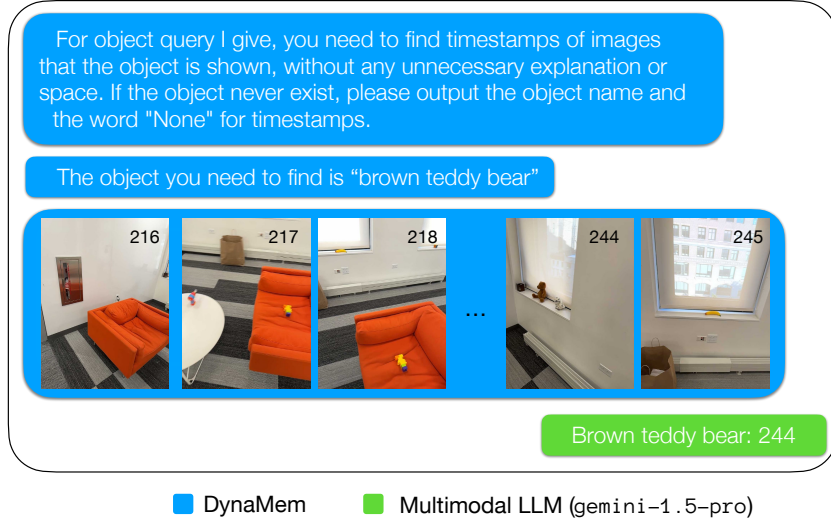 For object query I give, you need to find timestamps of images
that the object is shown, without any unnecessary explanation or
space. If the object never exist, please output the object name and
the word "None" for timestamps.
The object you need to find is “brown teddy bear”
216 217 218 ... 244 245
Brown teddy bear: 244
DynaMem Multimodal LLM (gemini-1.5-pro)